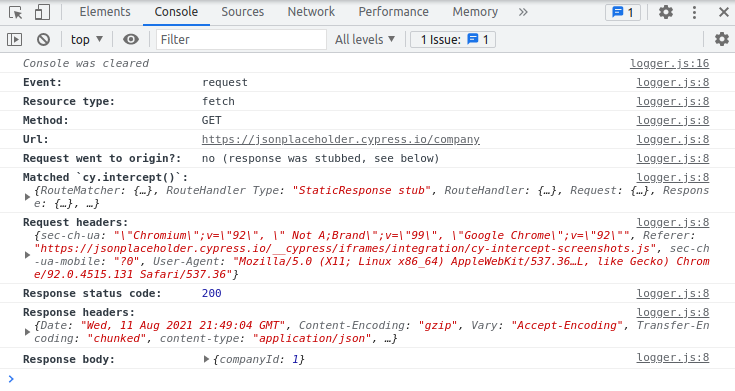 Elements Console Sources Network Performance Memory » 1
top ▼ Filter All levels ▼ 1 Issue: 1
Console was cleared logger.js:16
Event: request logger.js:8
Resource type: fetch logger.js:8
Method: GET logger.js:8
Url: https://jsonplaceholder.cypress.io/company logger.js:8
Request went to origin?: no (response was stubbed, see below) logger.js:8
Matched `cy.intercept()`: logger.js:8
{RouteMatcher: {…}, RouteHandler Type: "StaticResponse stub", RouteHandler: {…}, Request: {…}, Respons
e: {…}, …}
Request headers: logger.js:8
{sec-ch-ua: "\"Chromium\";v=\"92\", \" Not A;Brand\";v=\"99\", \"Google Chrome\";v=\"92\"", Referer:
"https://jsonplaceholder.cypress.io/__cypress/iframes/integration/cy-intercept-screenshots.js", sec-ch
-ua-mobile: "?0", User-Agent: "Mozilla/5.0 (X11; Linux x86_64) AppleWebKit/537.36…L, like Gecko) Chrom
e/92.0.4515.131 Safari/537.36"}
Response status code: 200 logger.js:8
Response headers: logger.js:8
{Date: "Wed, 11 Aug 2021 21:49:04 GMT", Content-Encoding: "gzip", Vary: "Accept-Encoding", Transfer-En
coding: "chunked", content-type: "application/json", …}
Response body: {companyId: 1} logger.js:8